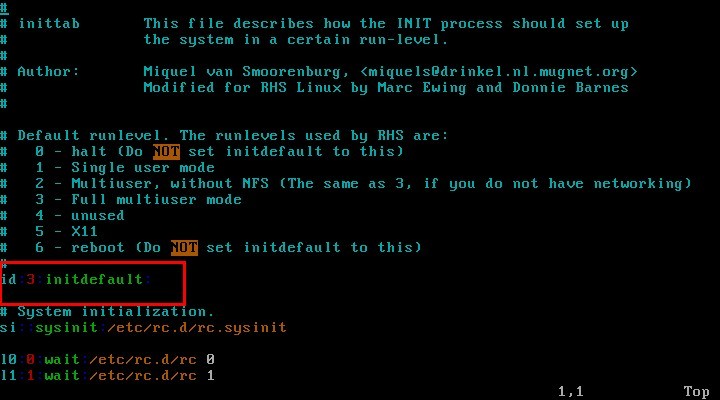 #
# inittab       This file describes how the INIT process should set up
#               the system in a certain run-level.
#
# Author:       Miquel van Smoorenburg, <miquels@drinkel.nl.mugnet.org>
#               Modified for RHS Linux by Marc Ewing and Donnie Barnes
#
# Default runlevel. The runlevels used by RHS are:
#   0 - halt (Do NOT set initdefault to this)
#   1 - Single user mode
#   2 - Multiuser, without NFS (The same as 3, if you do not have networking)
#   3 - Full multiuser mode
#   4 - unused
#   5 - X11
#   6 - reboot (Do NOT set initdefault to this)
#
id:3:initdefault:
# System initialization.
si::sysinit:/etc/rc.d/rc.sysinit
l0:0:wait:/etc/rc.d/rc 0
l1:1:wait:/etc/rc.d/rc 1
1,1           Top